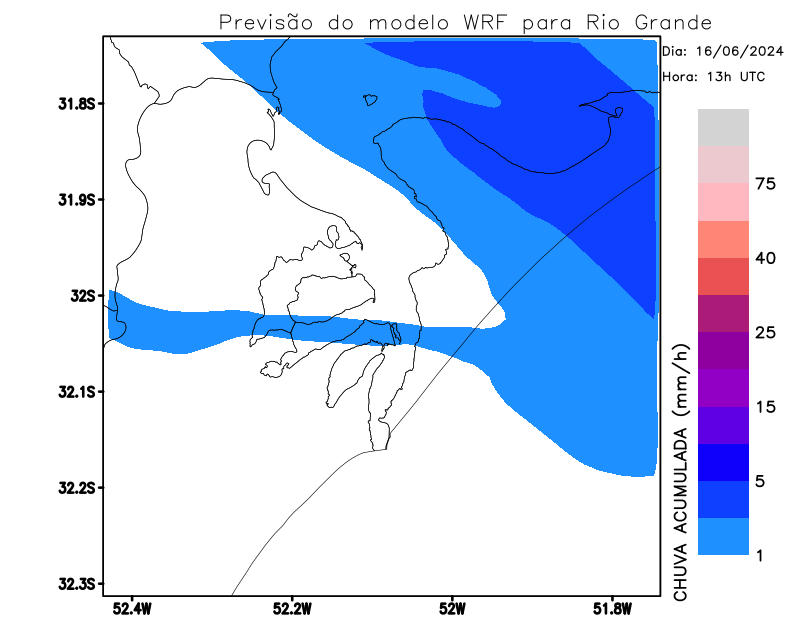 Previsão do modelo WRF para Rio Grande
Dia: 16/06/2024
Hora: 13h UTC
31.8S
31.9S
32S
32.1S
32.2S
32.3S
52.4W
52.2W
52W
51.8W
75
40
25
15
5
1
CHUVA ACUMULADA (mm/h)